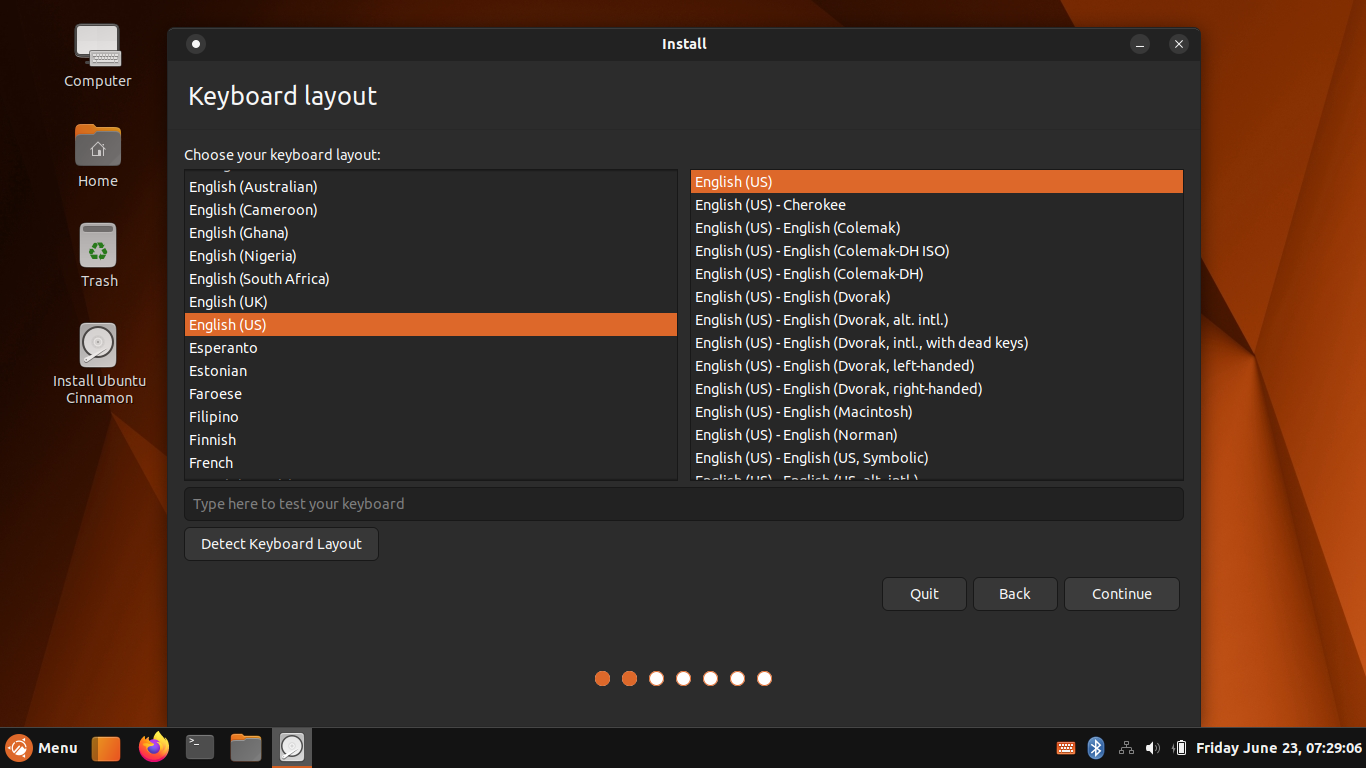 Install
Computer
Home
Trash
Install Ubuntu
Cinnamon
Keyboard layout
Choose your keyboard layout:
English (Australian)
English (Cameroon)
English (Ghana)
English (Nigeria)
English (South Africa)
English (UK)
English (US)
Esperanto
Estonian
Faroese
Filipino
Finnish
French
English (US)
English (US) - Cherokee
English (US) - English (Colemak)
English (US) - English (Colemak-DH ISO)
English (US) - English (Colemak-DH)
English (US) - English (Dvorak)
English (US) - English (Dvorak, alt. intl.)
English (US) - English (Dvorak, intl., with dead keys)
English (US) - English (Dvorak, left-handed)
English (US) - English (Dvorak, right-handed)
English (US) - English (Macintosh)
English (US) - English (Norman)
English (US) - English (US, Symbolic)
English (US) - English (US, alt. intl.)
Type here to test your keyboard
Detect Keyboard Layout
Quit
Back
Continue
Menu
>_
Friday June 23, 07:29:06